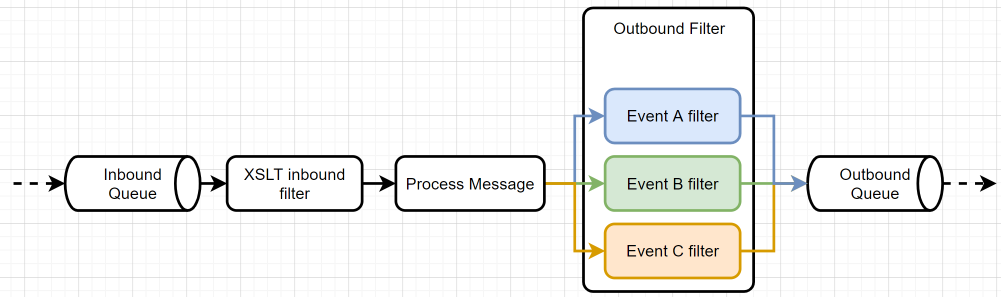 Outbound Filter
Event A filter
Inbound
Queue
XSLT inbound
filter
Process Message
Event B filter
Outbound
Queue
Event C filter